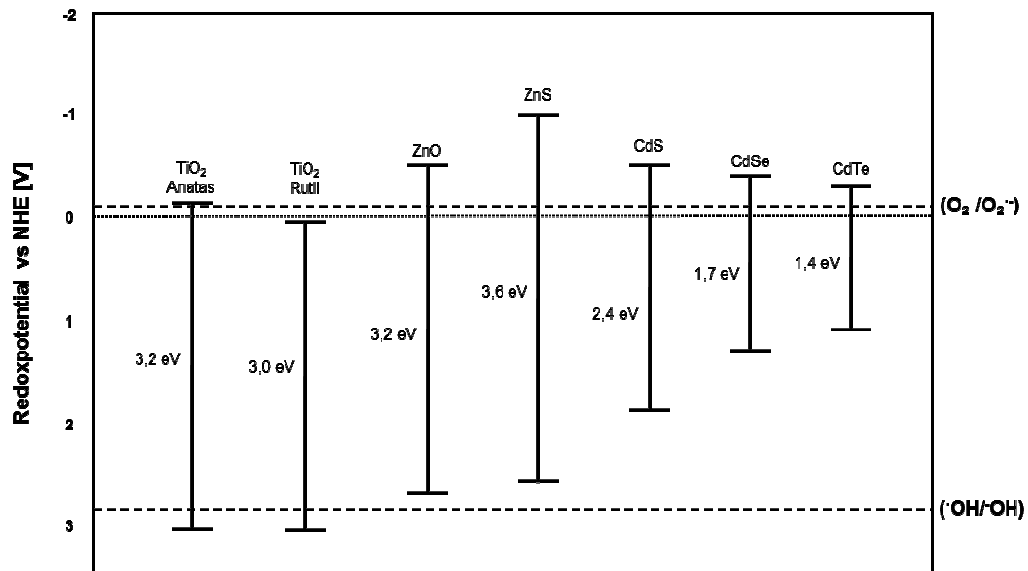 Redoxpotential vs NHE [V]
-2
-1
0
1
2
3
TiO₂
Anatas
TiO₂
Rutil
ZnO
ZnS
CdS
CdSe
CdTe
3,2 eV
3,0 eV
3,2 eV
3,6 eV
2,4 eV
1,7 eV
1,4 eV
(O₂ /O₂˙⁻)
(˙OH/⁻OH)